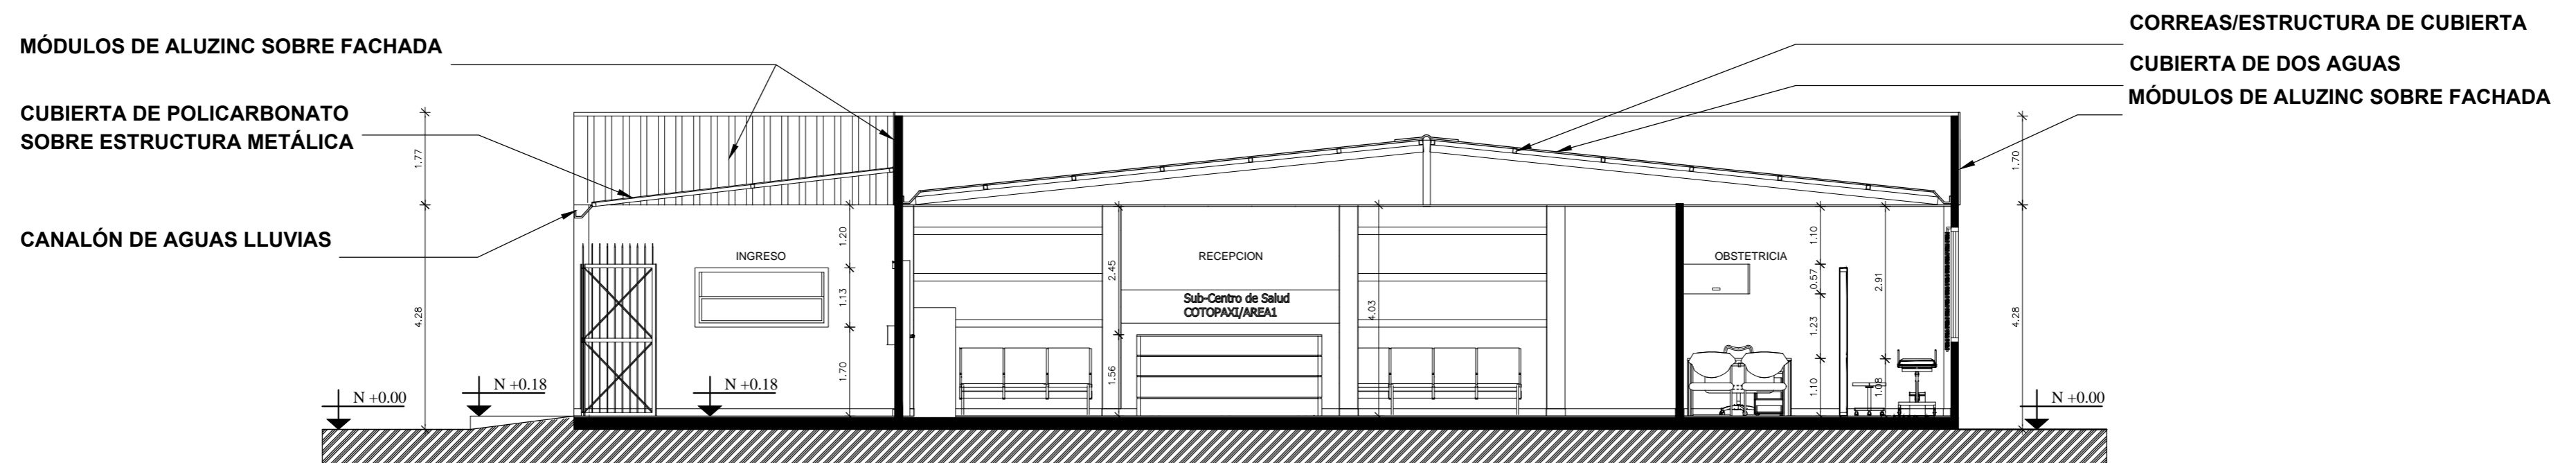 MÓDULOS DE ALUZINC SOBRE FACHADA
CUBIERTA DE POLICARBONATO
SOBRE ESTRUCTURA METÁLICA
CANALÓN DE AGUAS LLUVIAS
CORREAS/ESTRUCTURA DE CUBIERTA
CUBIERTA DE DOS AGUAS
MÓDULOS DE ALUZINC SOBRE FACHADA
1.77
4.28
N +0.00
N +0.18
INGRESO
N +0.18
1.20
1.13
1.70
2.45
1.56
RECEPCION
Sub-Centro de Salud
COTOPAXI/AREA1
4.03
OBSTETRICIA
1.10
0.57
1.23
1.10
2.91
1.08
1.70
4.28
N +0.00